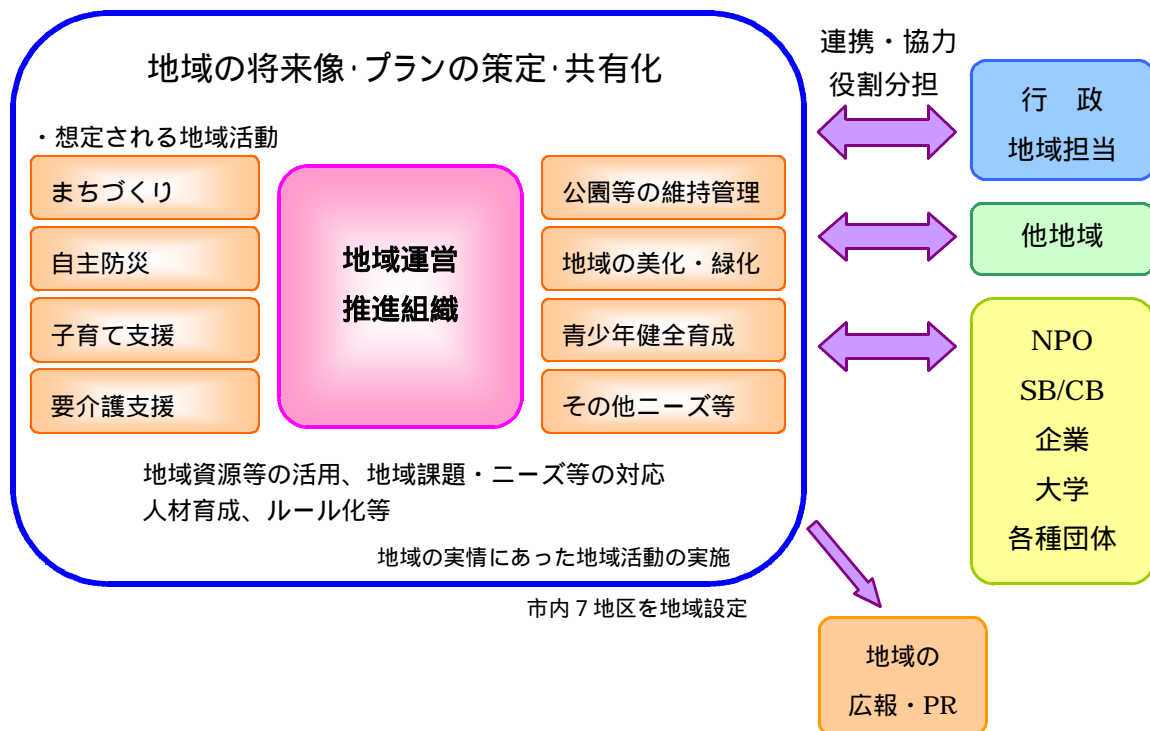 地域の将来像・プランの策定・共有化
・想定される地域活動
まちづくり
自主防災
子育て支援
要介護支援
地域運営
推進組織
公園等の維持管理
地域の美化・緑化
青少年健全育成
その他ニーズ等
地域資源等の活用、地域課題・ニーズ等の対応
人材育成、ルール化等
地域の実情にあった地域活動の実施
市内７地区を地域設定
連携・協力
役割分担
行　政
地域担当
他地域
NPO
SB/CB
企業
大学
各種団体
地域の
広報・PR